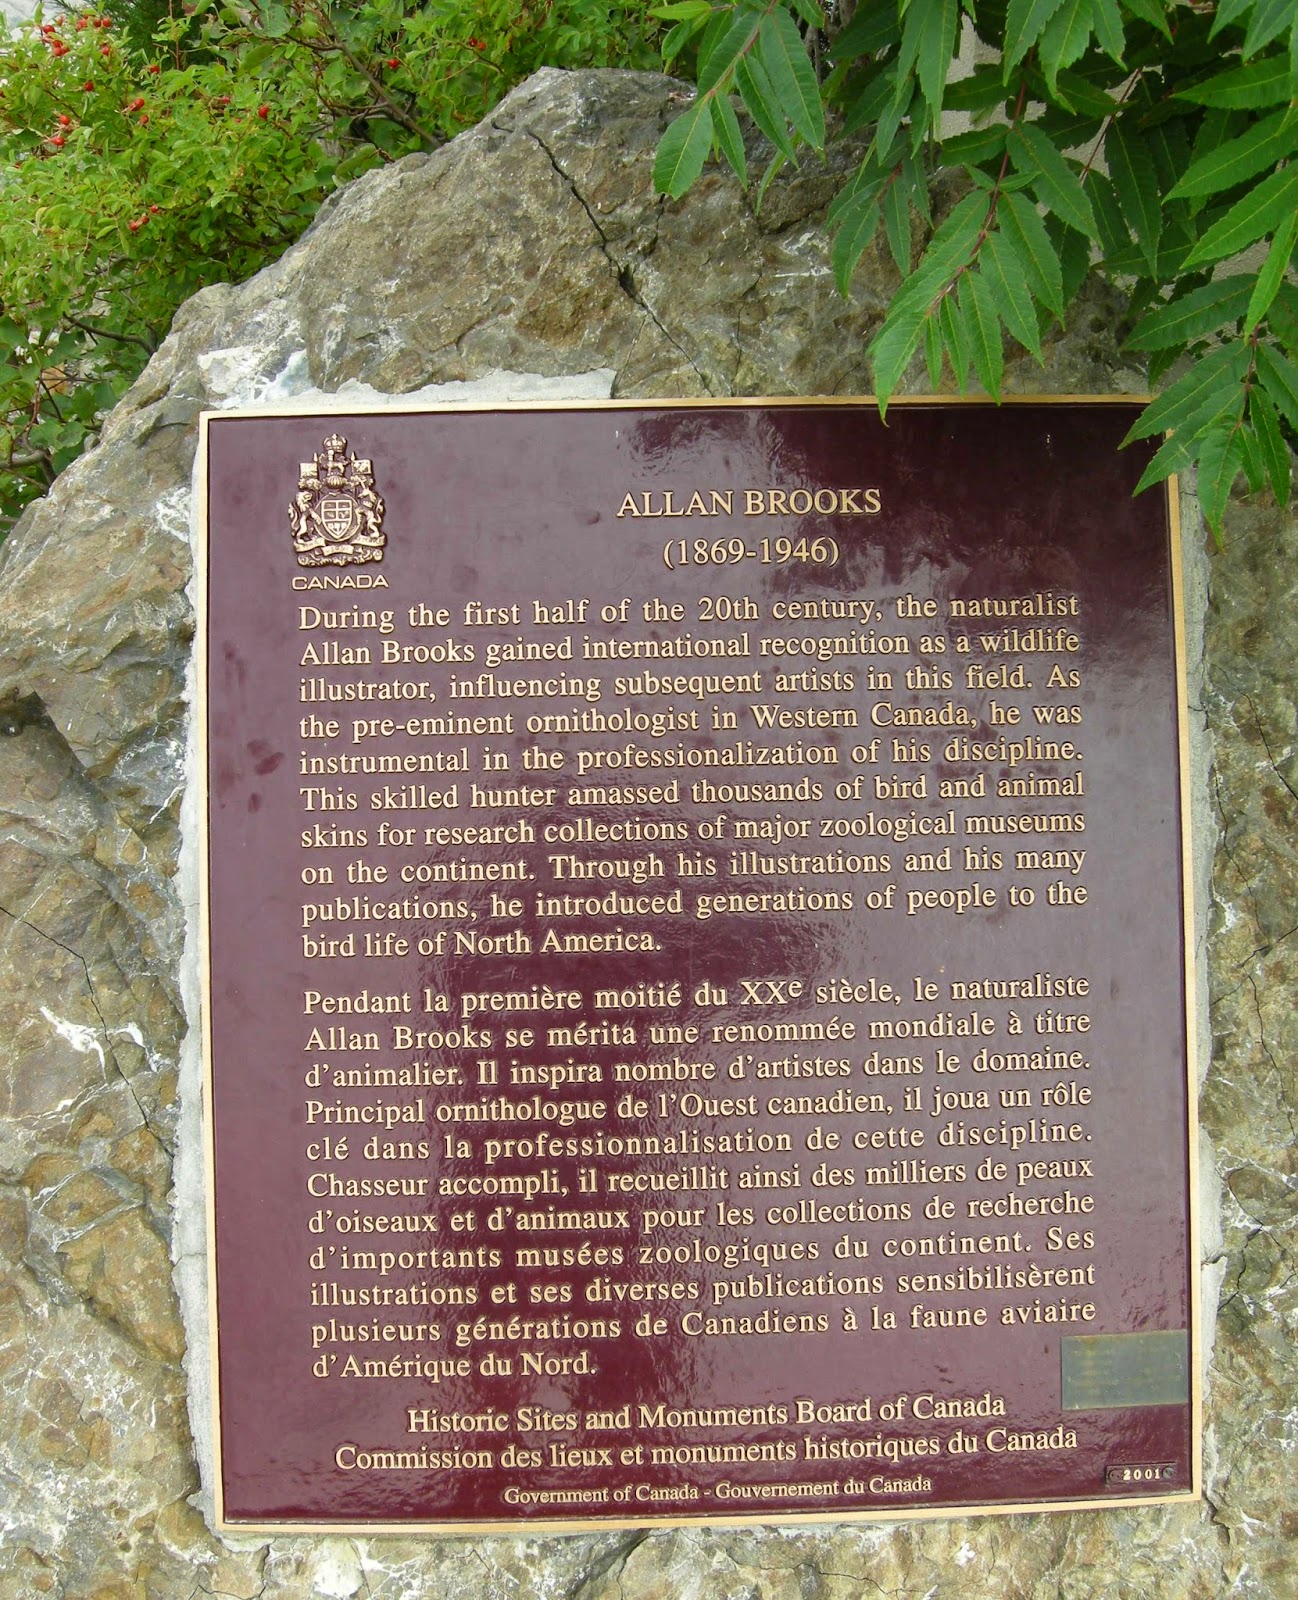 CANADA
ALLAN BROOKS
(1869-1946)
During the first half of the 20th century, the naturalist
Allan Brooks gained international recognition as a wildlife
illustrator, influencing subsequent artists in this field. As
the pre-eminent ornithologist in Western Canada, he was
instrumental in the professionalization of his discipline.
This skilled hunter amassed thousands of bird and animal
skins for research collections of major zoological museums
on the continent. Through his illustrations and his many
publications, he introduced generations of people to the
bird life of North America.
Pendant la première moitié du XXe siècle, le naturaliste
Allan Brooks se mérita une renommée mondiale à titre
d'animalier. Il inspira nombre d'artistes dans le domaine.
Principal ornithologue de l'Ouest canadien, il joua un rôle
clé dans la professionnalisation de cette discipline.
Chasseur accompli, il recueillit ainsi des milliers de peaux
d'oiseaux et d'animaux pour les collections de recherche
d'importants musées zoologiques du continent. Ses
illustrations et ses diverses publications sensibilisèrent
plusieurs générations de Canadiens à la faune aviaire
d'Amérique du Nord.
Historic Sites and Monuments Board of Canada
Commission des lieux et monuments historiques du Canada
Government of Canada - Gouvernement du Canada
2001